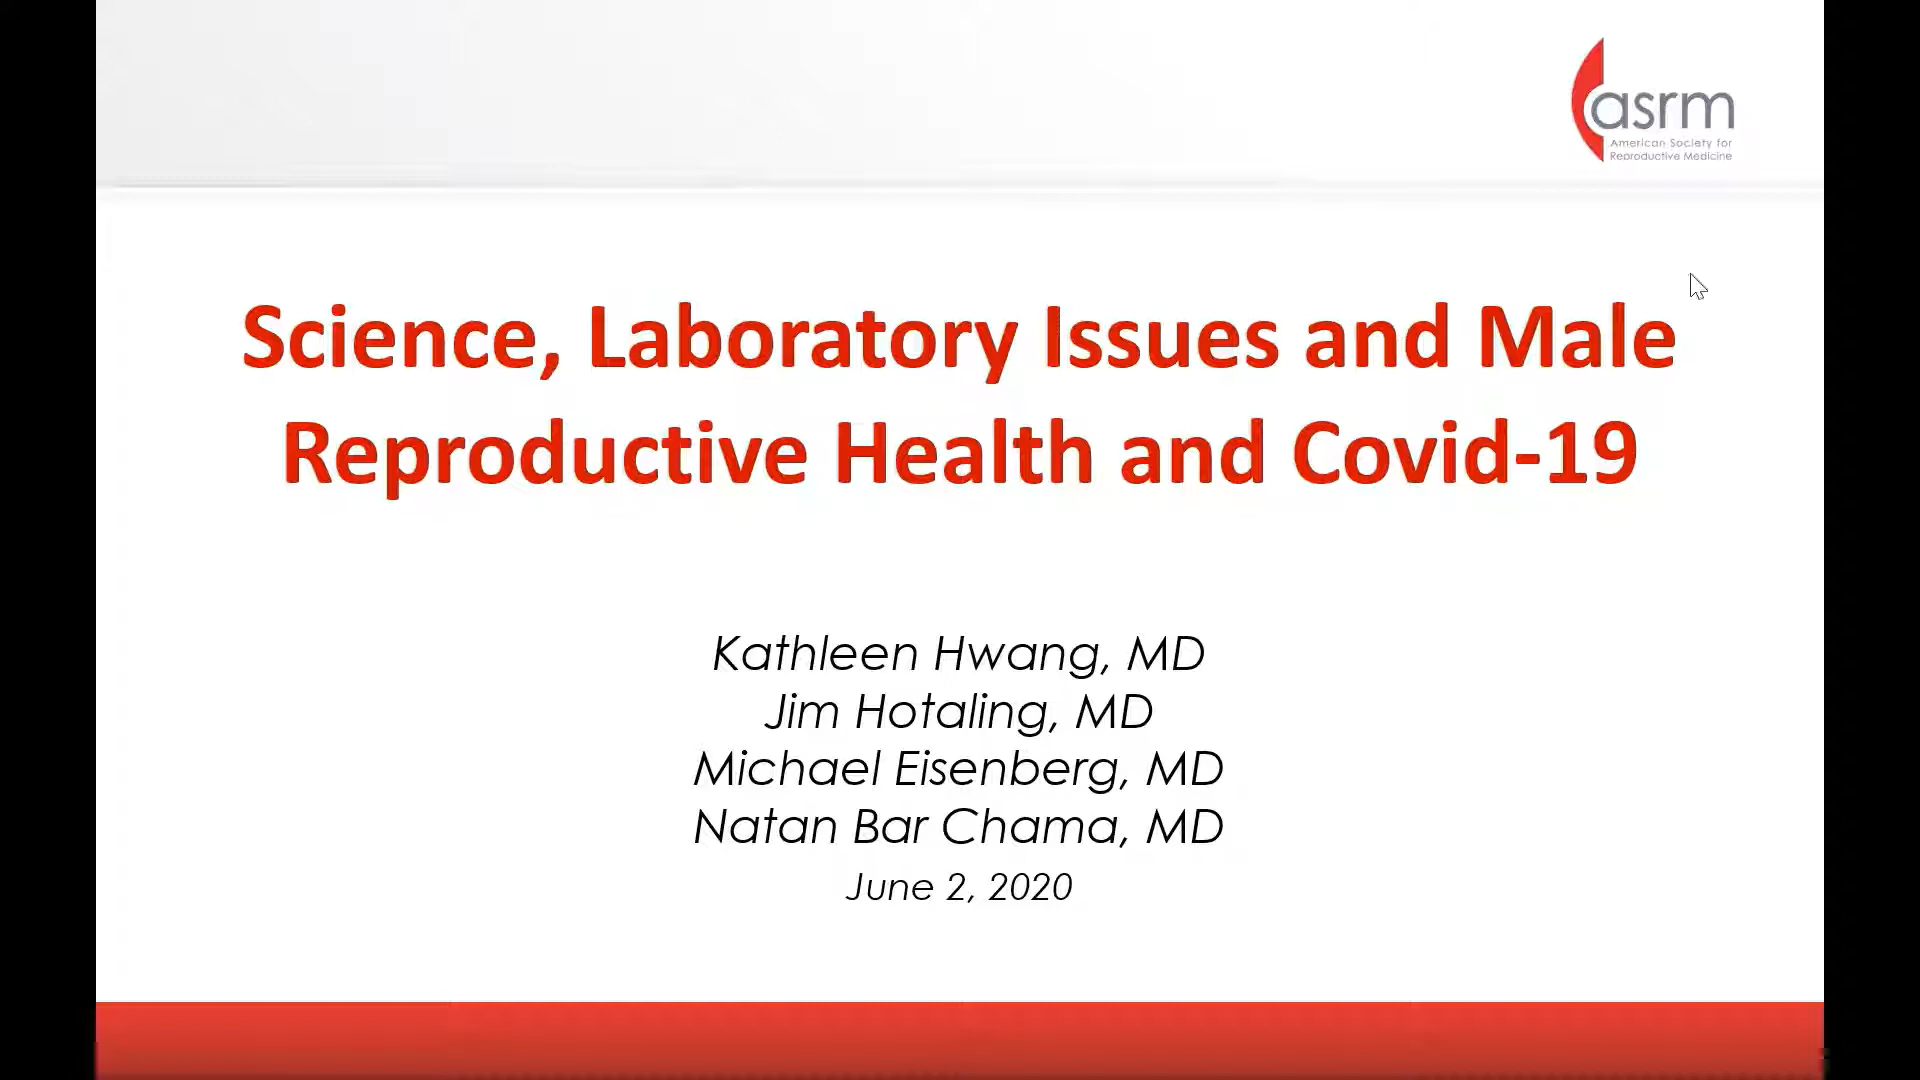 asrm
American Society for
Reproductive Medicine
Science, Laboratory Issues and Male
Reproductive Health and Covid-19
Kathleen Hwang, MD
Jim Hotaling, MD
Michael Eisenberg, MD
Natan Bar Chama, MD
June 2, 2020